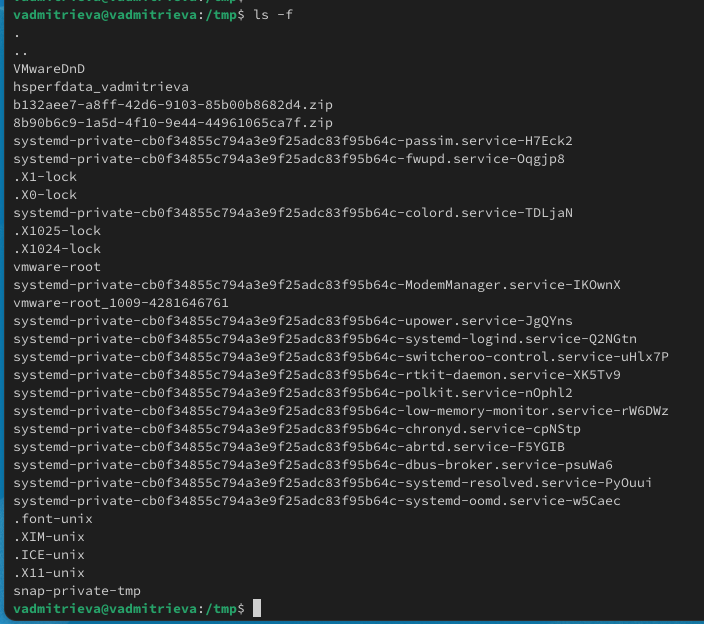 vadmitrieva@vadmitrieva:/tmp$ ls -f
.
..
VMwareDnD
hsperfdata_vadmitrieva
b132aee7-a8ff-42d6-9103-85b00b8682d4.zip
8b90b6c9-1a5d-4f10-9e44-44961065ca7f.zip
systemd-private-cb0f34855c794a3e9f25adc83f95b64c-passim.service-H7Eck2
systemd-private-cb0f34855c794a3e9f25adc83f95b64c-fwupd.service-Oqgjp8
.X1-lock
.X0-lock
systemd-private-cb0f34855c794a3e9f25adc83f95b64c-colord.service-TDLjaN
.X1025-lock
.X1024-lock
vmware-root
systemd-private-cb0f34855c794a3e9f25adc83f95b64c-ModemManager.service-IKOwnX
vmware-root_1009-4281646761
systemd-private-cb0f34855c794a3e9f25adc83f95b64c-upower.service-JgQYns
systemd-private-cb0f34855c794a3e9f25adc83f95b64c-systemd-logind.service-Q2NGtn
systemd-private-cb0f34855c794a3e9f25adc83f95b64c-switcheroo-control.service-uHlx7P
systemd-private-cb0f34855c794a3e9f25adc83f95b64c-rtkit-daemon.service-XK5Tv9
systemd-private-cb0f34855c794a3e9f25adc83f95b64c-polkit.service-nOphl2
systemd-private-cb0f34855c794a3e9f25adc83f95b64c-low-memory-monitor.service-rW6DWz
systemd-private-cb0f34855c794a3e9f25adc83f95b64c-chronyd.service-cpNStp
systemd-private-cb0f34855c794a3e9f25adc83f95b64c-abrtd.service-F5YGIB
systemd-private-cb0f34855c794a3e9f25adc83f95b64c-dbus-broker.service-psuWa6
systemd-private-cb0f34855c794a3e9f25adc83f95b64c-systemd-resolved.service-PyOuui
systemd-private-cb0f34855c794a3e9f25adc83f95b64c-systemd-oomd.service-w5Caec
.font-unix
.XIM-unix
.ICE-unix
.X11-unix
snap-private-tmp
vadmitrieva@vadmitrieva:/tmp$